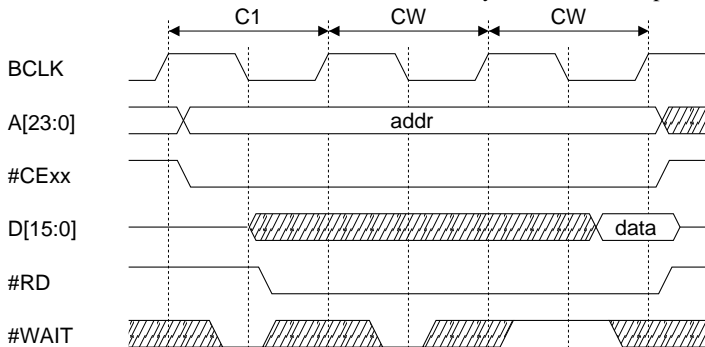 C1 CW CW
BCLK
A[23:0] addr
#CExx
D[15:0] data
#RD
#WAIT